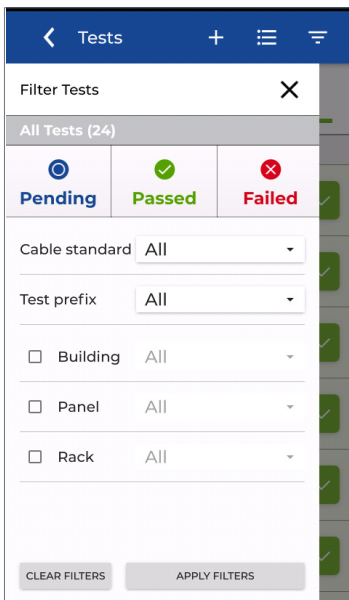 Tests
Filter Tests
All Tests (24)
Pending Passed Failed
Cable standard All
Test prefix All
Building All
Panel All
Rack All
CLEAR FILTERS APPLY FILTERS